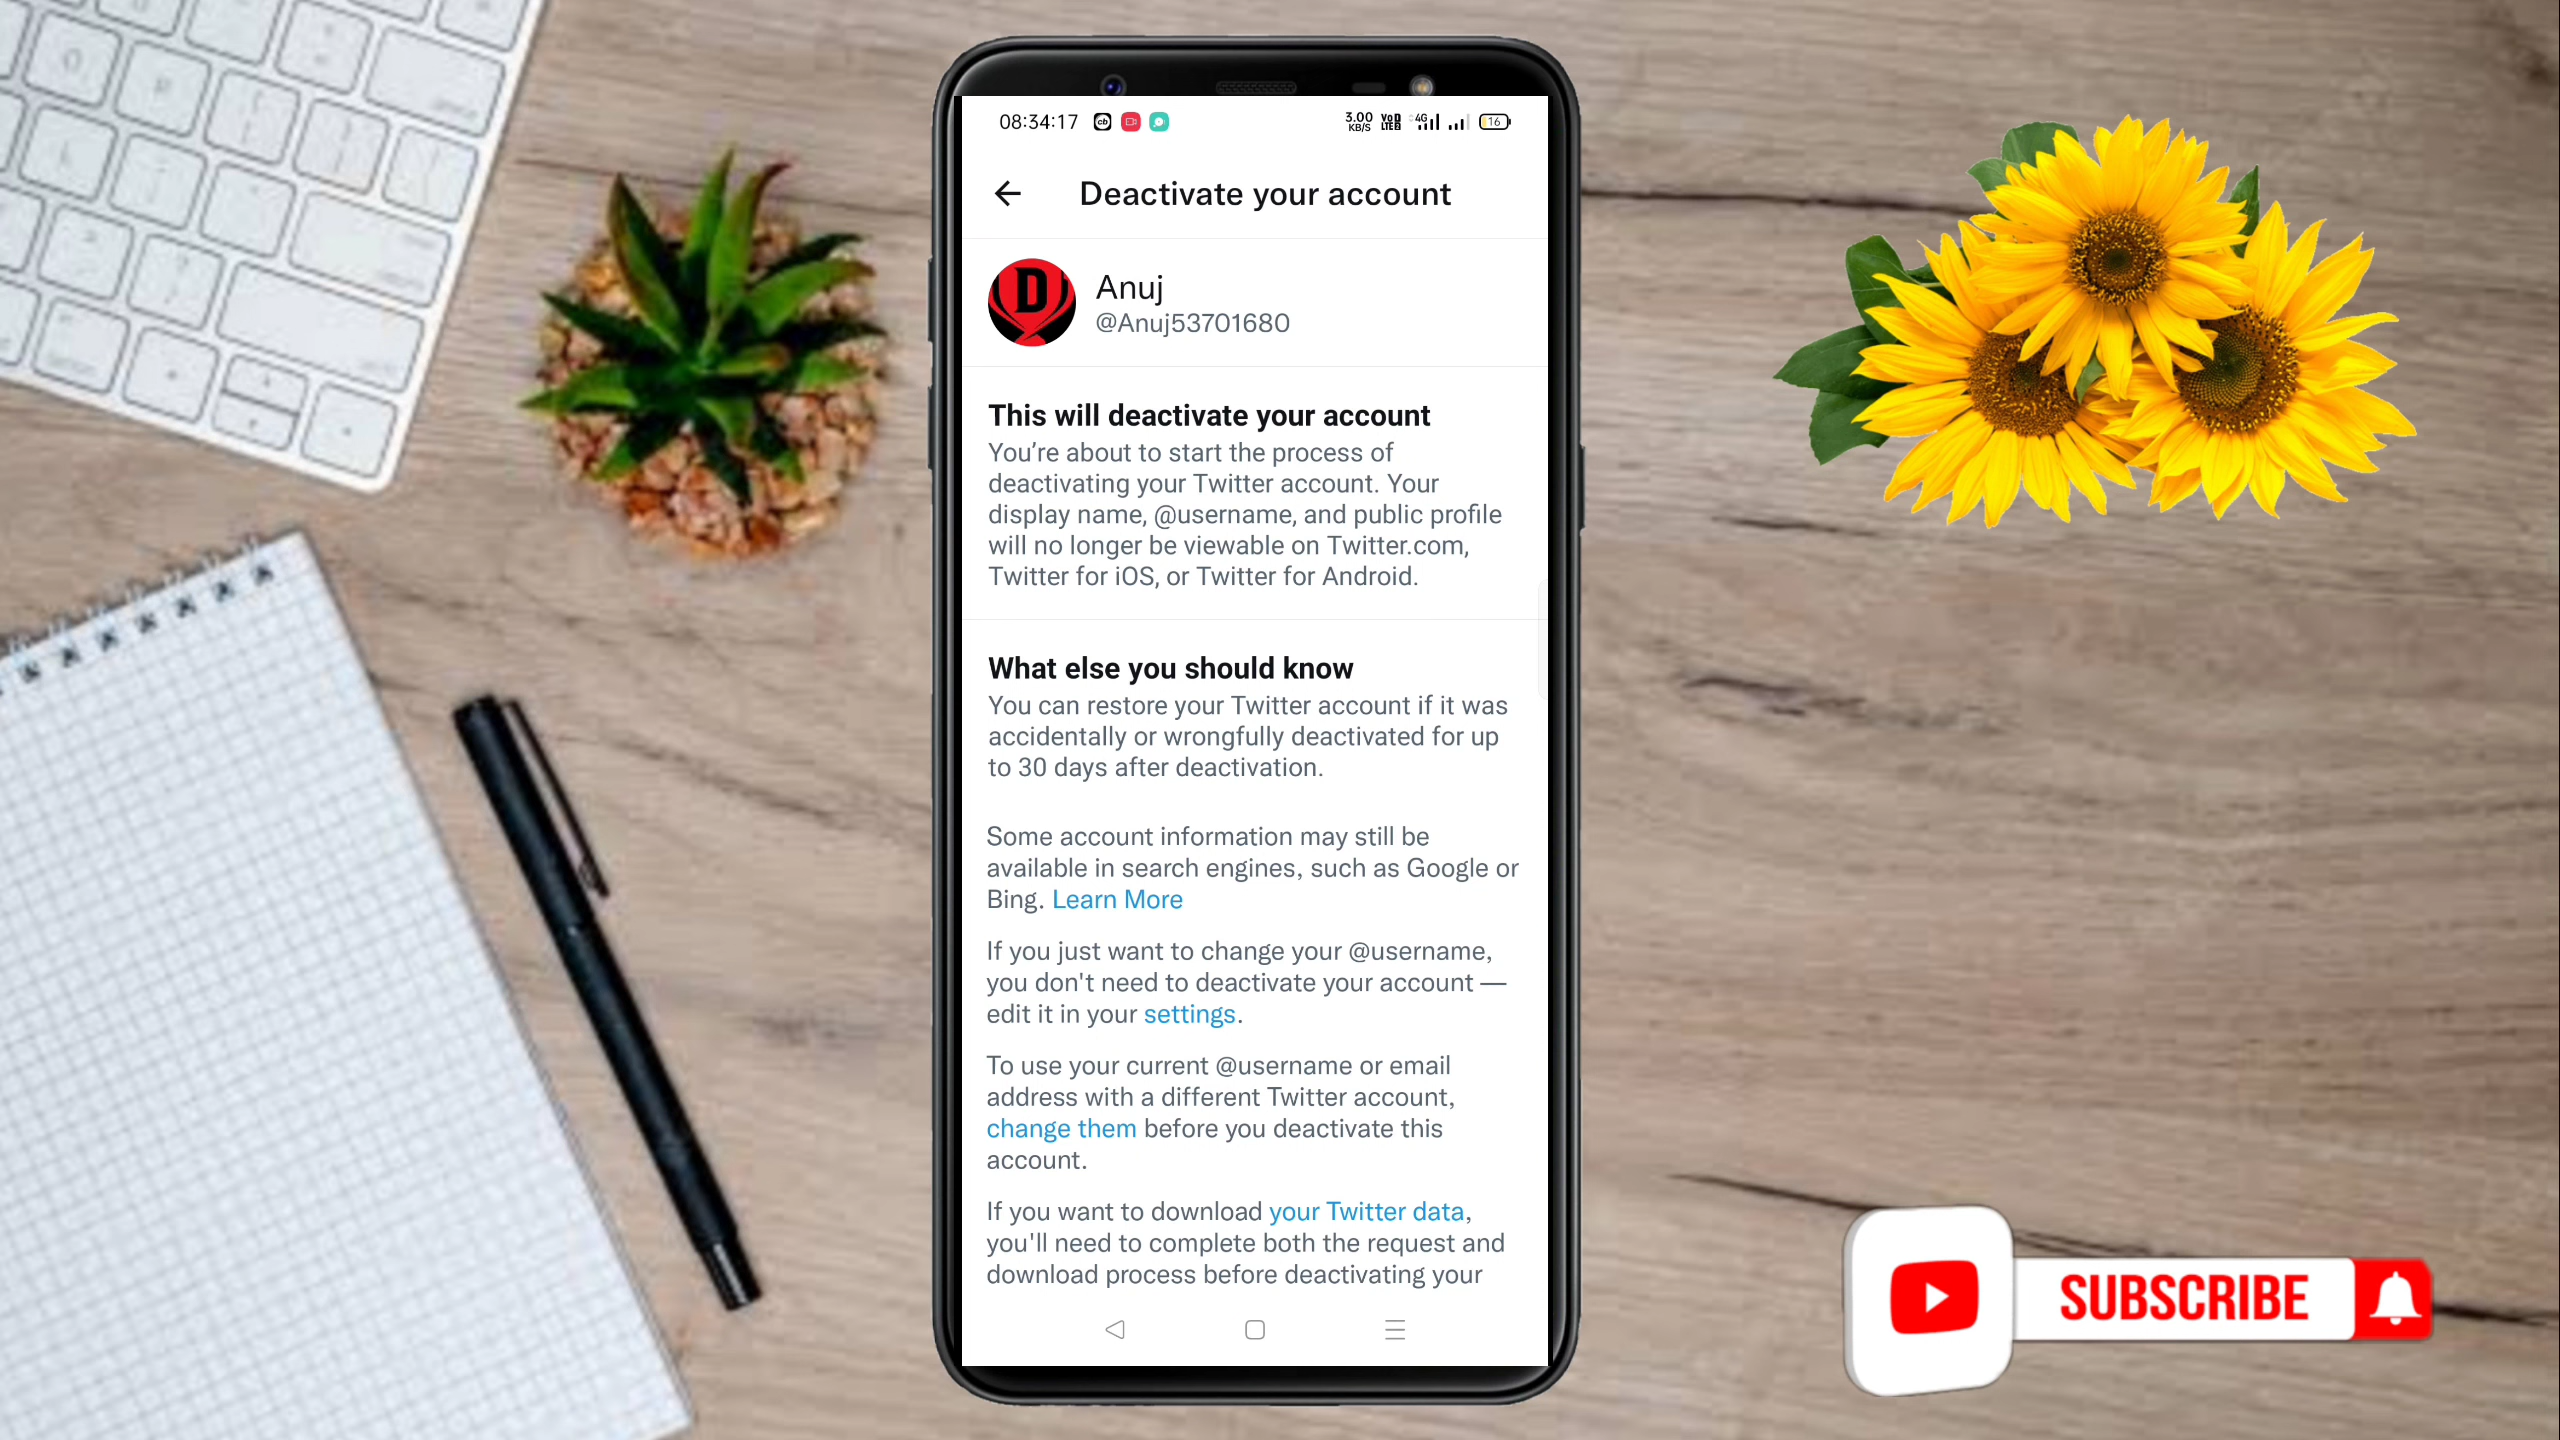 08:34:17
3.00 KB/S
VoD LTE2
4G
16
Deactivate your account
D
Anuj
@Anuj53701680
This will deactivate your account
You’re about to start the process of
deactivating your Twitter account. Your
display name, @username, and public profile
will no longer be viewable on Twitter.com,
Twitter for iOS, or Twitter for Android.
What else you should know
You can restore your Twitter account if it was
accidentally or wrongfully deactivated for up
to 30 days after deactivation.
Some account information may still be
available in search engines, such as Google or
Bing. Learn More
If you just want to change your @username,
you don't need to deactivate your account —
edit it in your settings.
To use your current @username or email
address with a different Twitter account,
change them before you deactivate this
account.
If you want to download your Twitter data,
you'll need to complete both the request and
download process before deactivating your
SUBSCRIBE